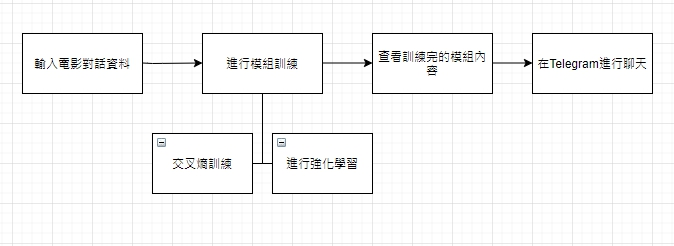 輸入電影對話資料
進行模組訓練
查看訓練完的模組內
容
在Telegram進行聊天
交叉熵訓練
進行強化學習